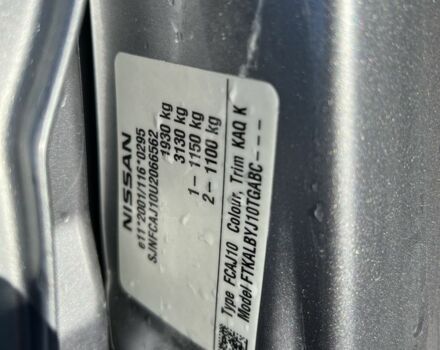 NISSAN
e11*2001/116*0295
SJNFCAJ10U2066562
1930 kg
3130 kg
1– 1150 kg
2– 1100 kg
Type FCAJ10 Colour, Trim KAQ K
Model FTKALBYJ10TGABC– – – –